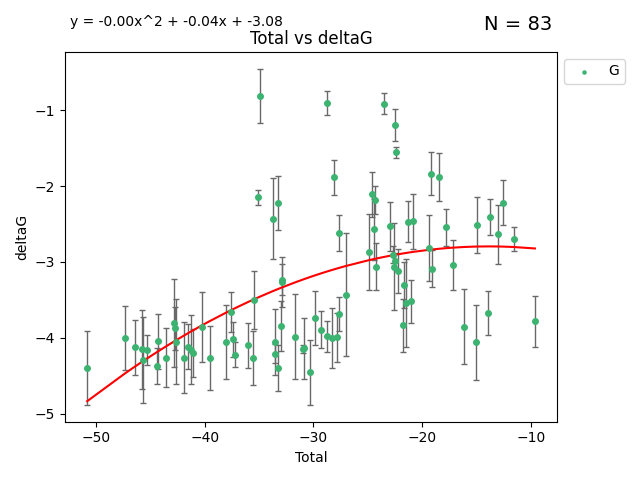 y = -0.00x^2 + -0.04x + -3.08
N = 83
Total vs deltaG
G
−1
−2
−3
−4
−5
deltaG
−50 −40 −30 −20 −10
Total